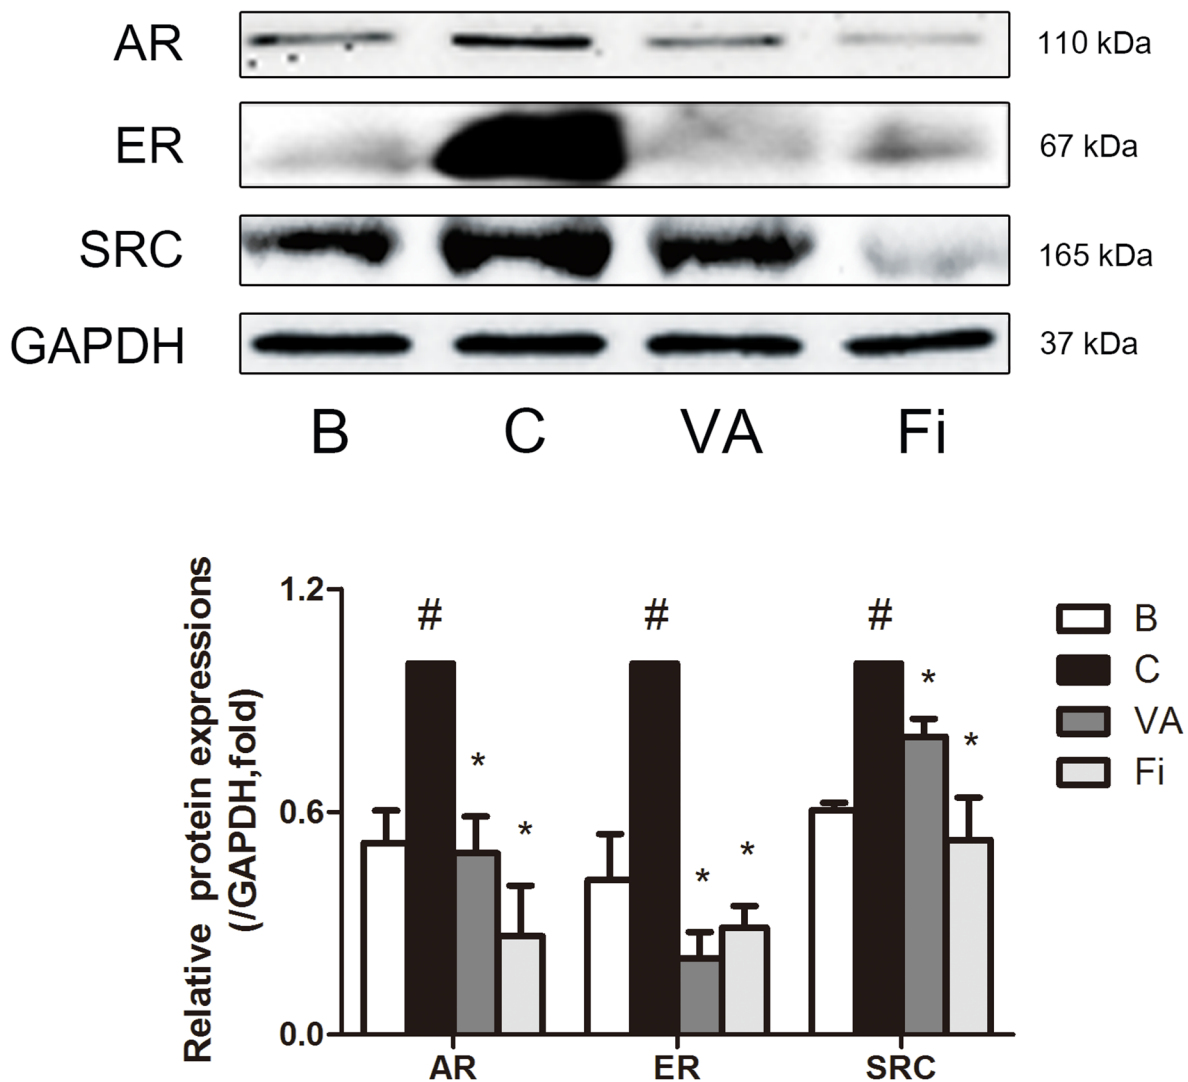 AR 110 kDa
ER 67 kDa
SRC 165 kDa
GAPDH 37 kDa
B C VA Fi
Relative protein expressions
(/GAPDH,fold)
1.2
0.6
0.0
# # #
* * * * * *
AR ER SRC
B
C
VA
Fi